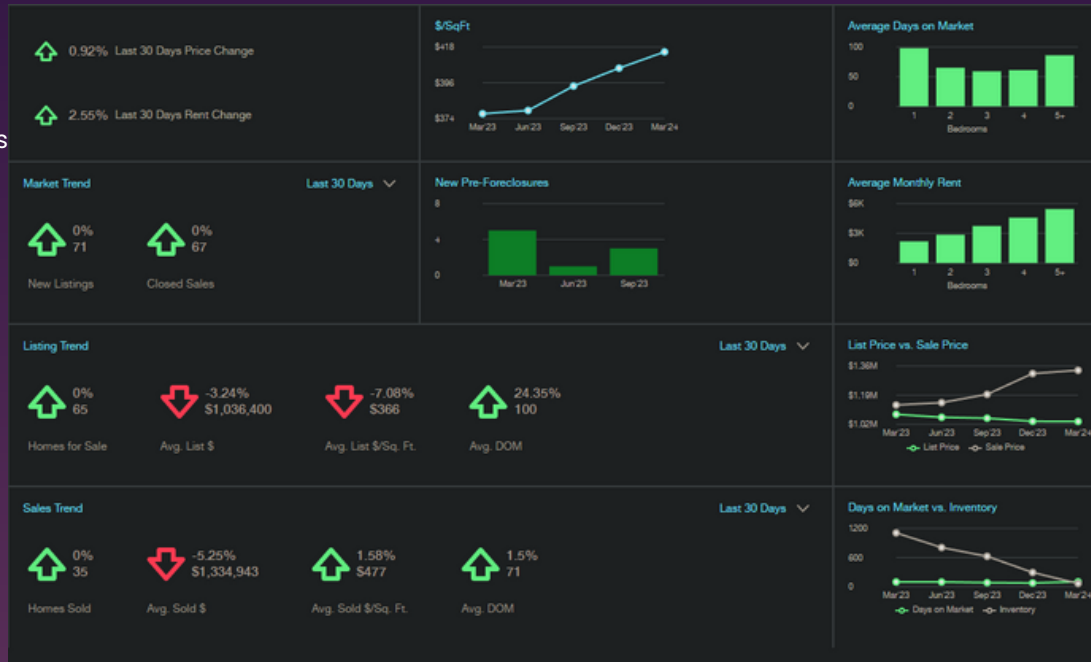 s
0.92% Last 30 Days Price Change
2.55% Last 30 Days Rent Change
$/SqFt
$418
$396
$374
Mar'23 Jun'23 Sep'23 Dec'23 Mar'24
Average Days on Market
100
50
0
1 2 3 4 5+
Bedrooms
Market Trend
Last 30 Days
0%
71
New Listings
0%
67
Closed Sales
New Pre-Foreclosures
8
4
0
Mar'23 Jun'23 Sep'23
Average Monthly Rent
$6K
$3K
$0
1 2 3 4 5+
Bedrooms
Listing Trend
Last 30 Days
0%
65
Homes for Sale
-3.24%
$1,036,400
Avg. List $
-7.08%
$366
Avg. List $/Sq. Ft.
24.35%
100
Avg. DOM
List Price vs. Sale Price
$1.36M
$1.19M
$1.02M
Mar'23 Jun'23 Sep'23 Dec'23 Mar'24
List Price Sale Price
Sales Trend
Last 30 Days
0%
35
Homes Sold
-5.25%
$1,334,943
Avg. Sold $
1.58%
$477
Avg. Sold $/Sq. Ft.
1.5%
71
Avg. DOM
Days on Market vs. Inventory
1200
600
0
Mar'23 Jun'23 Sep'23 Dec'23 Mar'24
Days on Market Inventory